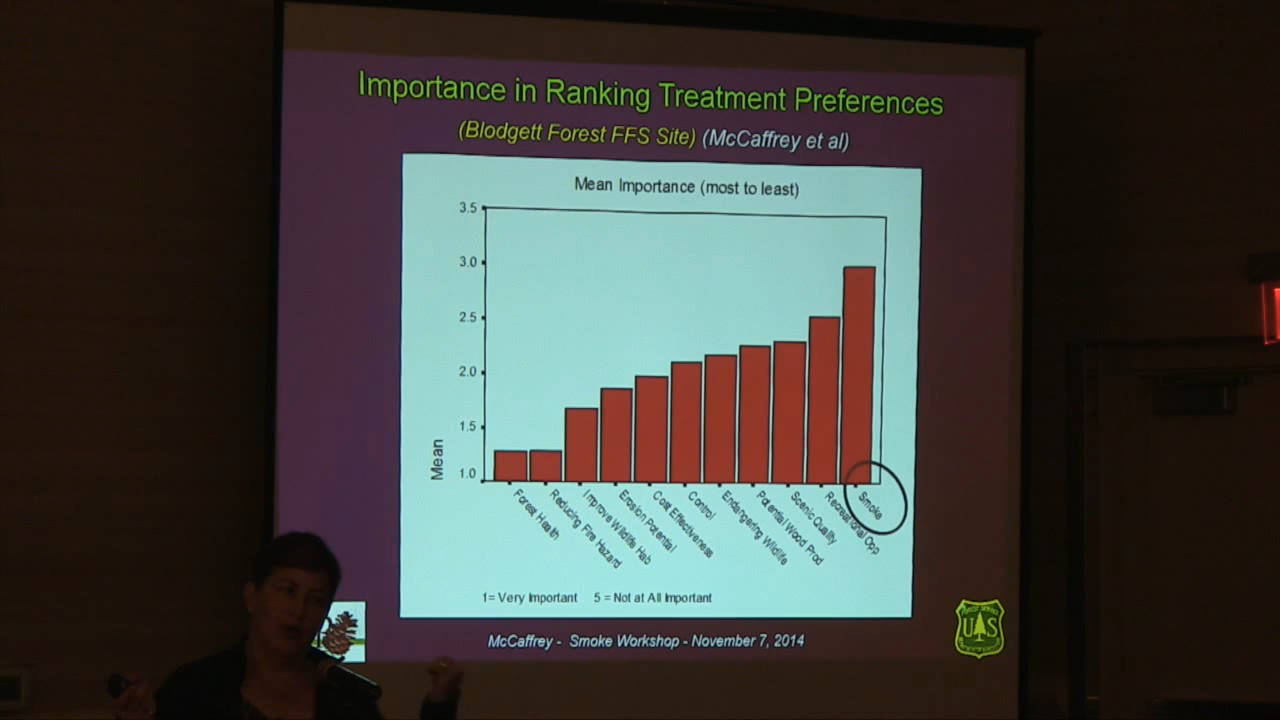 Importance in Ranking Treatment Preferences
(Blodgett Forest FFS Site) (McCaffrey et al)
Mean Importance (most to least)
3.5
3.0
2.5
2.0
1.5
1.0
Mean
Forest Health
Reducing Fire Hazard
Improve Wildlife Hab
Erosion Potential
Cost Effectiveness
Control
Endangering Wildlife
Potential Wood Prod
Scenic Quality
Recreational Opp
Smoke
1= Very Important 5 = Not at All Important
McCaffrey - Smoke Workshop - November 7, 2014
FOREST SERVICE
US